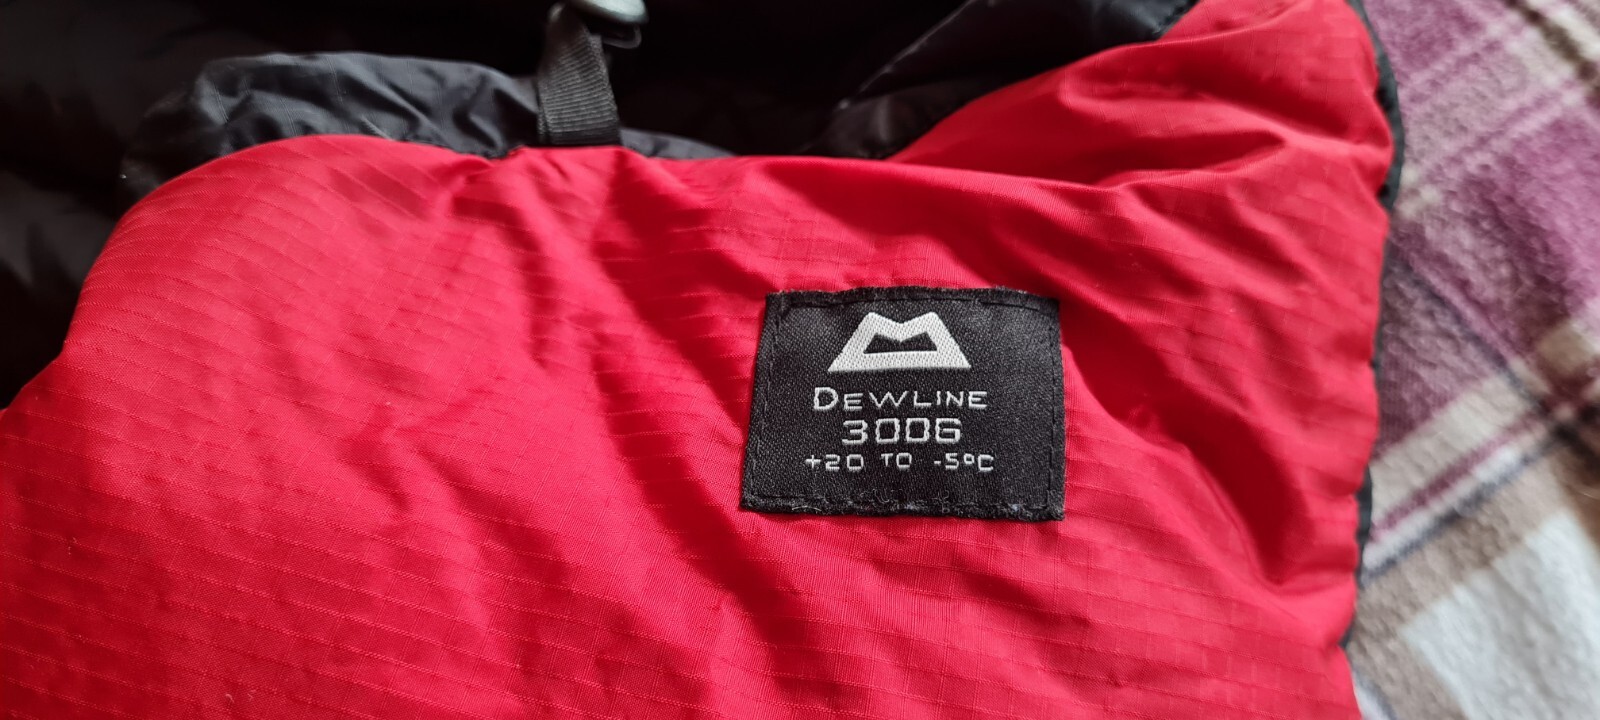 DEWLINE
300G
+20 TO -5°C